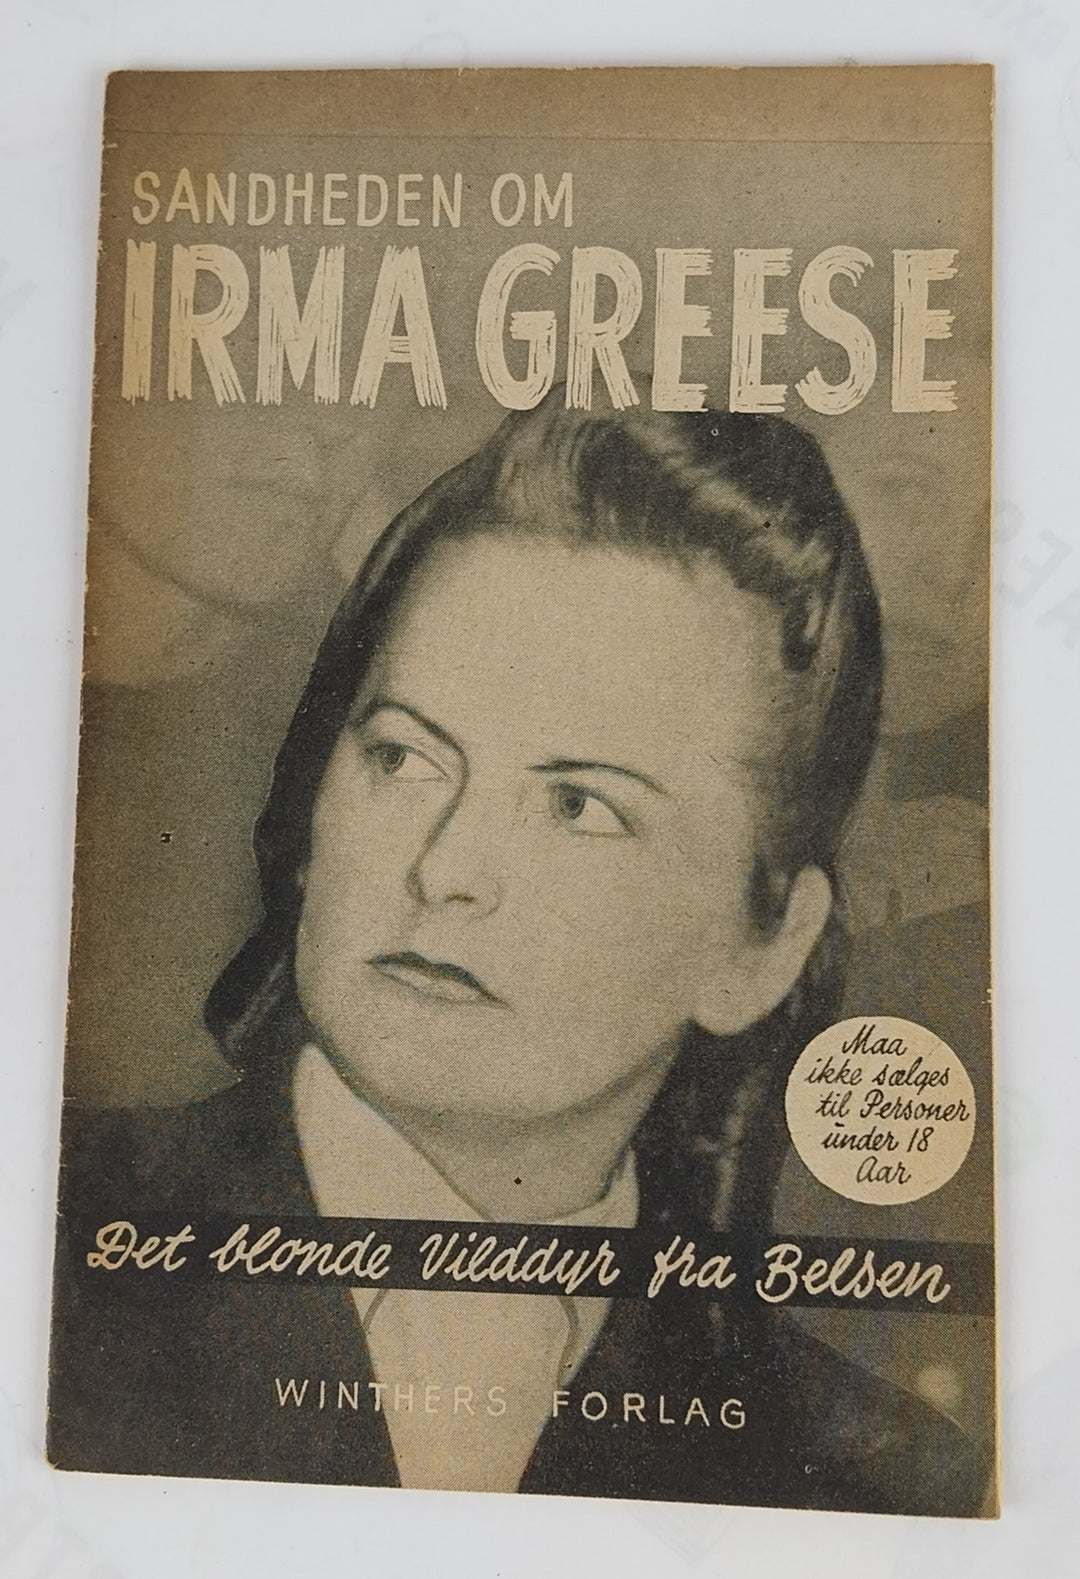 SANDHEDEN OM
IRMA GREESE
Maa
ikke sælges
til Personer
under 18
Aar
Det blonde Vilddyr fra Belsen
WINTHERS FORLAG